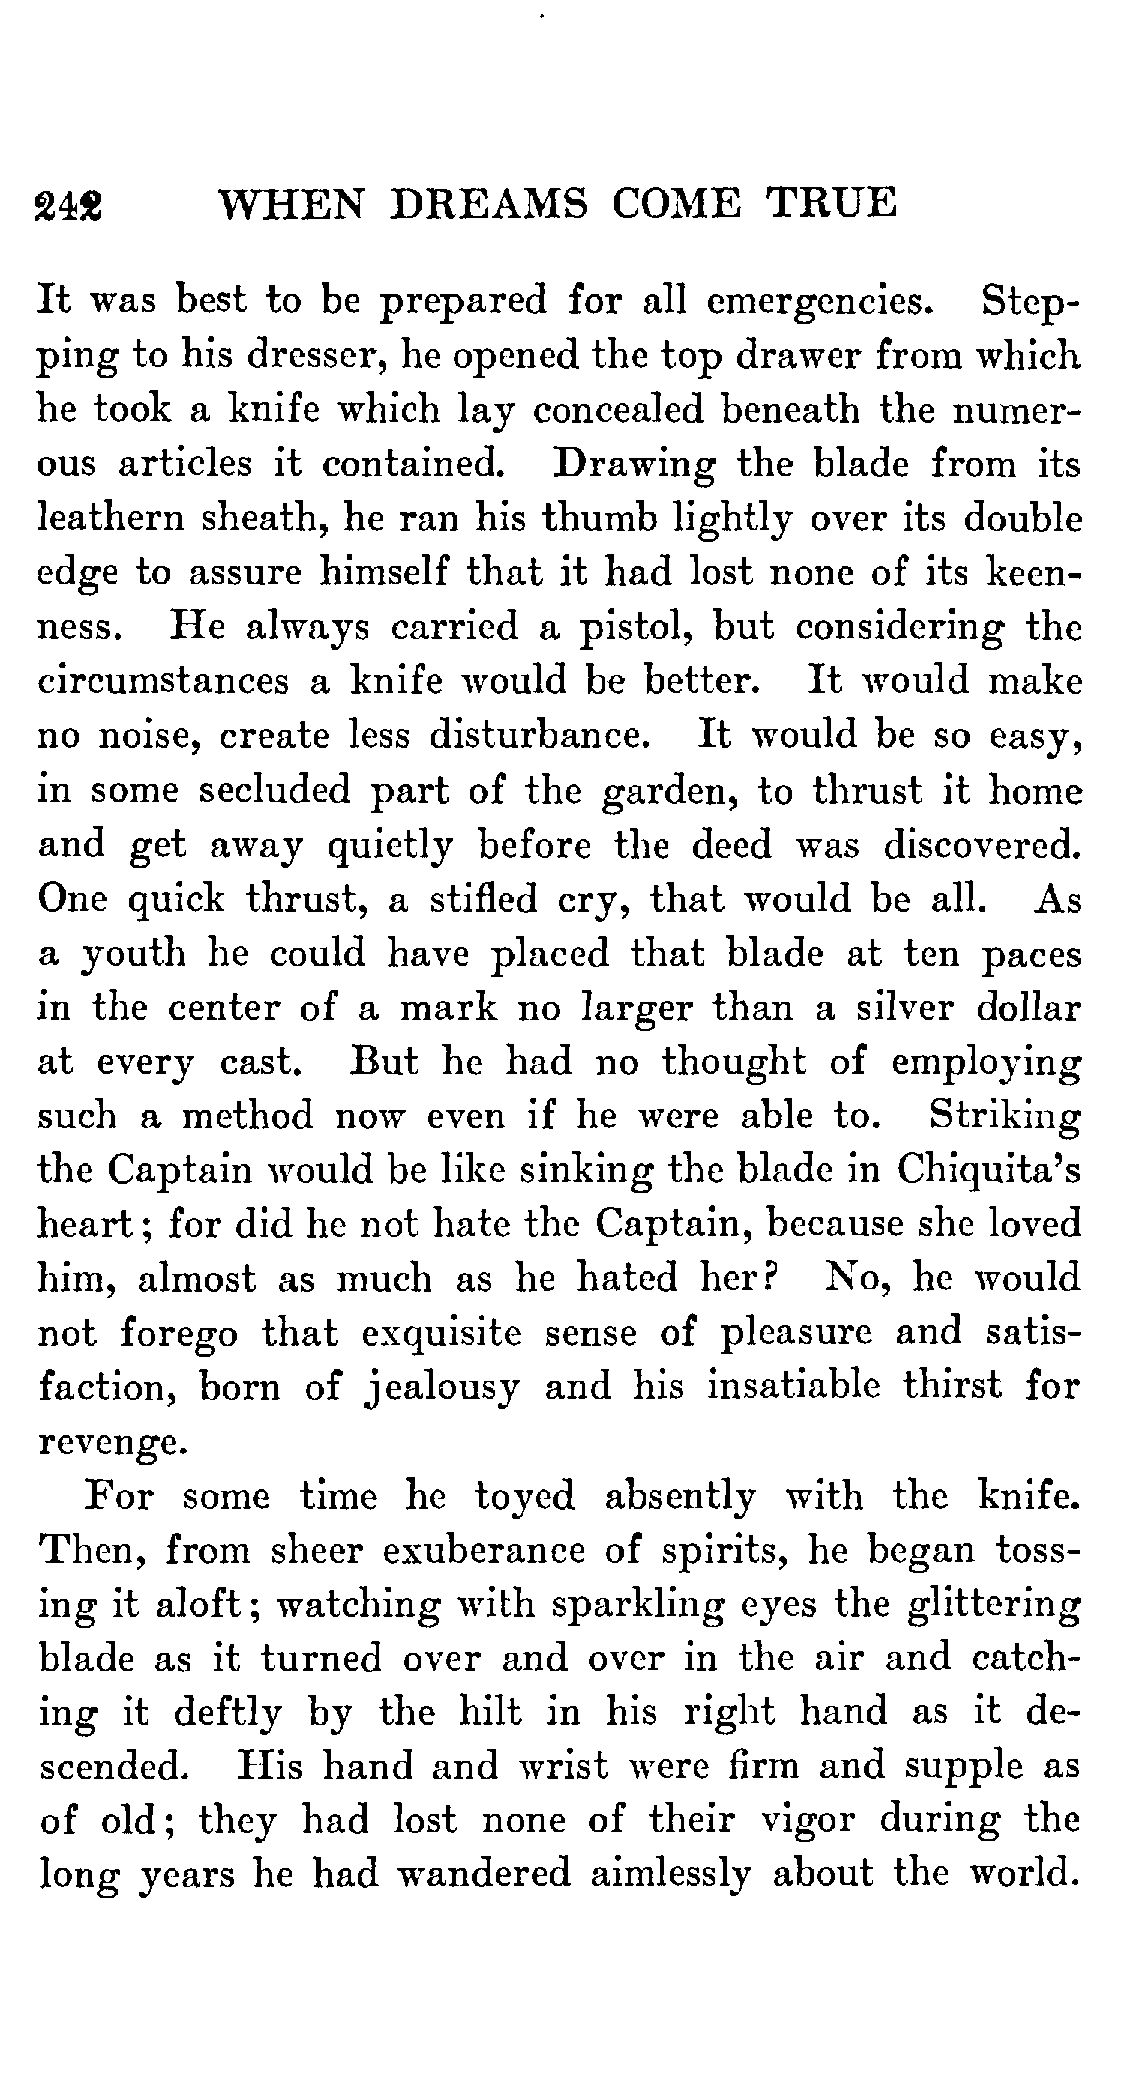 242 WHEN DREAMS COME TRUE
It was best to be prepared for all emergencies. Step-
ping to his dresser, he opened the top drawer from which
he took a knife which lay concealed beneath the numer-
ous articles it contained. Drawing the blade from its
leathern sheath, he ran his thumb lightly over its double
edge to assure himself that it had lost none of its keen-
ness. He always carried a pistol, but considering the
circumstances a knife would be better. It would make
no noise, create less disturbance. It would be so easy,
in some secluded part of the garden, to thrust it home
and get away quietly before the deed was discovered.
One quick thrust, a stifled cry, that would be all. As
a youth he could have placed that blade at ten paces
in the center of a mark no larger than a silver dollar
at every cast. But he had no thought of employing
such a method now even if he were able to. Striking
the Captain would be like sinking the blade in Chiquita's
heart; for did he not hate the Captain, because she loved
him, almost as much as he hated her? No, he would
not forego that exquisite sense of pleasure and satis-
faction, born of jealousy and his insatiable thirst for
revenge.
For some time he toyed absently with the knife.
Then, from sheer exuberance of spirits, he began toss-
ing it aloft; watching with sparkling eyes the glittering
blade as it turned over and over in the air and catch-
ing it deftly by the hilt in his right hand as it de-
scended. His hand and wrist were firm and supple as
of old; they had lost none of their vigor during the
long years he had wandered aimlessly about the world.